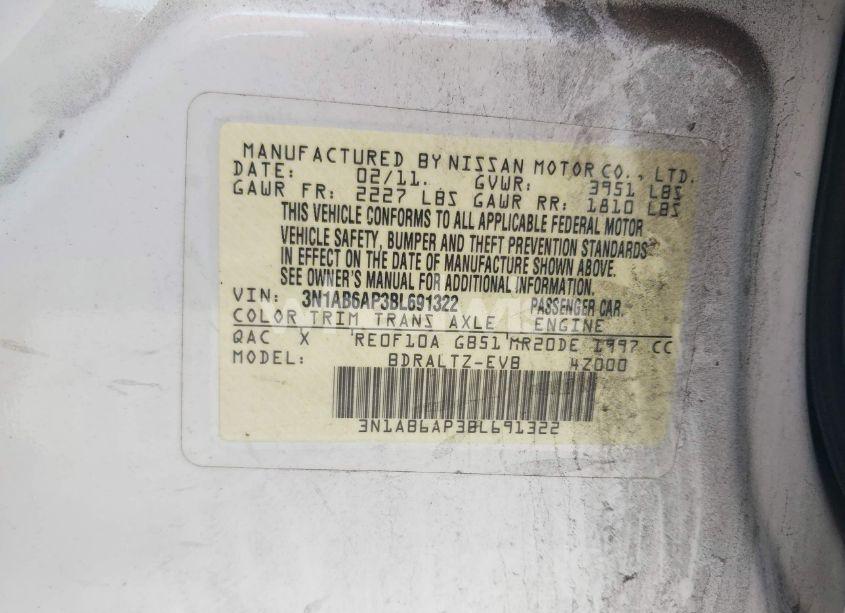 MANUFACTURED BY NISSAN MOTOR CO., LTD.
DATE: 02/11. GVWR: 3951 LBS
GAWR FR: 2227 LBS GAWR RR: 1810 LBS
THIS VEHICLE CONFORMS TO ALL APPLICABLE FEDERAL MOTOR
VEHICLE SAFETY, BUMPER AND THEFT PREVENTION STANDARDS
IN EFFECT ON THE DATE OF MANUFACTURE SHOWN ABOVE.
SEE OWNER'S MANUAL FOR ADDITIONAL INFORMATION.
VIN: 3N1AB6AP3BL691322 PASSENGER CAR.
COLOR TRIM TRANS AXLE ENGINE
QAC X RE0F10A GB51 MR20DE 1997 CC
MODEL: BDRALTZ-EVB 4Z000
3N1AB6AP3BL691322